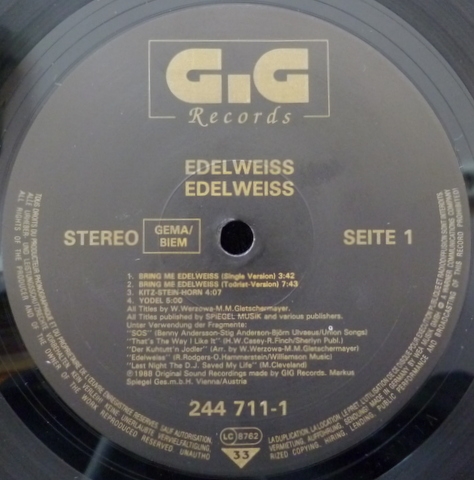 GIG
Records
EDELWEISS
EDELWEISS
STEREO
GEMA/
BIEM
SEITE 1
1. BRING ME EDELWEISS (Single Version) 3:42
2. BRING ME EDELWEISS (Tourist-Version) 7:43
3. KITZ-STEIN-HORN 4:07
4. YODEL 5:00
All Titles by W.Werzowa-M.M.Gletschermayer.
All Titles published by SPIEGEL MUSIK and various publishers.
Unter Verwendung der Fragmente:
"SOS" (Benny Anderson-Stig Anderson-Björn Ulveaus/Union Songs)
"That's The Way I Like It" (H.W.Casey-R.Finch/Sherlyn Publ.)
"Der Kuhtutn'n Jodler" (Arr. by W.Werzowa-M.M.Gletschermayer)
"Edelweiss" (R.Rodgers-O.Hammerstein/Williamson Music)
"Last Night The D.J. Saved My Life" (M.Cleveland)
©1988 Original Sound Recordings made by GIG Records. Markus
Spiegel Ges.m.b.H. Vienna/Austria
244 711-1
LC 8762
33